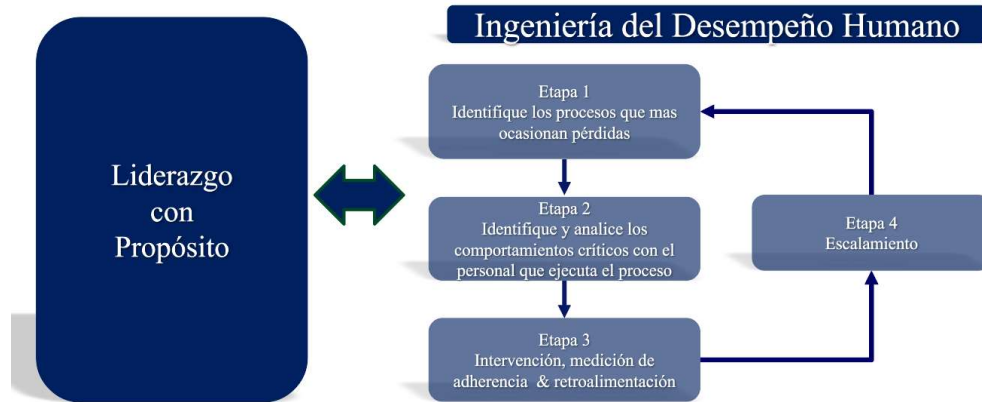 Ingeniería del Desempeño Humano
Liderazgo
con
Propósito
Etapa 1
Identifique los procesos que mas
ocasionan pérdidas
Etapa 2
Identifique y analice los
comportamientos críticos con el
personal que ejecuta el proceso
Etapa 3
Intervención, medición de
adherencia & retroalimentación
Etapa 4
Escalamiento